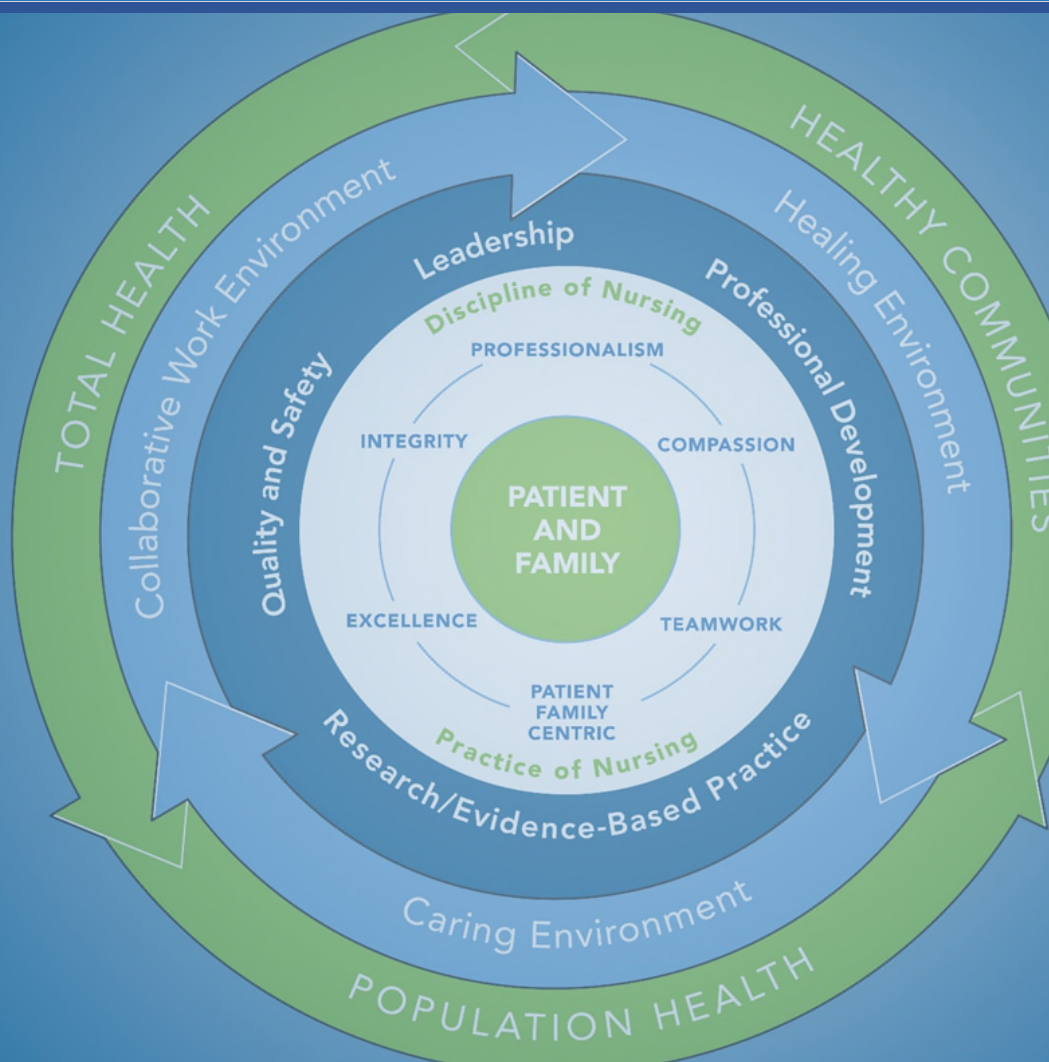 TOTAL HEALTH
HEALTHY COMMUNITIES
POPULATION HEALTH
Collaborative Work Environment
Healing Environment
Caring Environment
Leadership
Professional Development
Quality and Safety
Research/Evidence-Based Practice
Discipline of Nursing
PROFESSIONALISM
INTEGRITY
COMPASSION
PATIENT
AND
FAMILY
EXCELLENCE
TEAMWORK
PATIENT
FAMILY
CENTRIC
Practice of Nursing